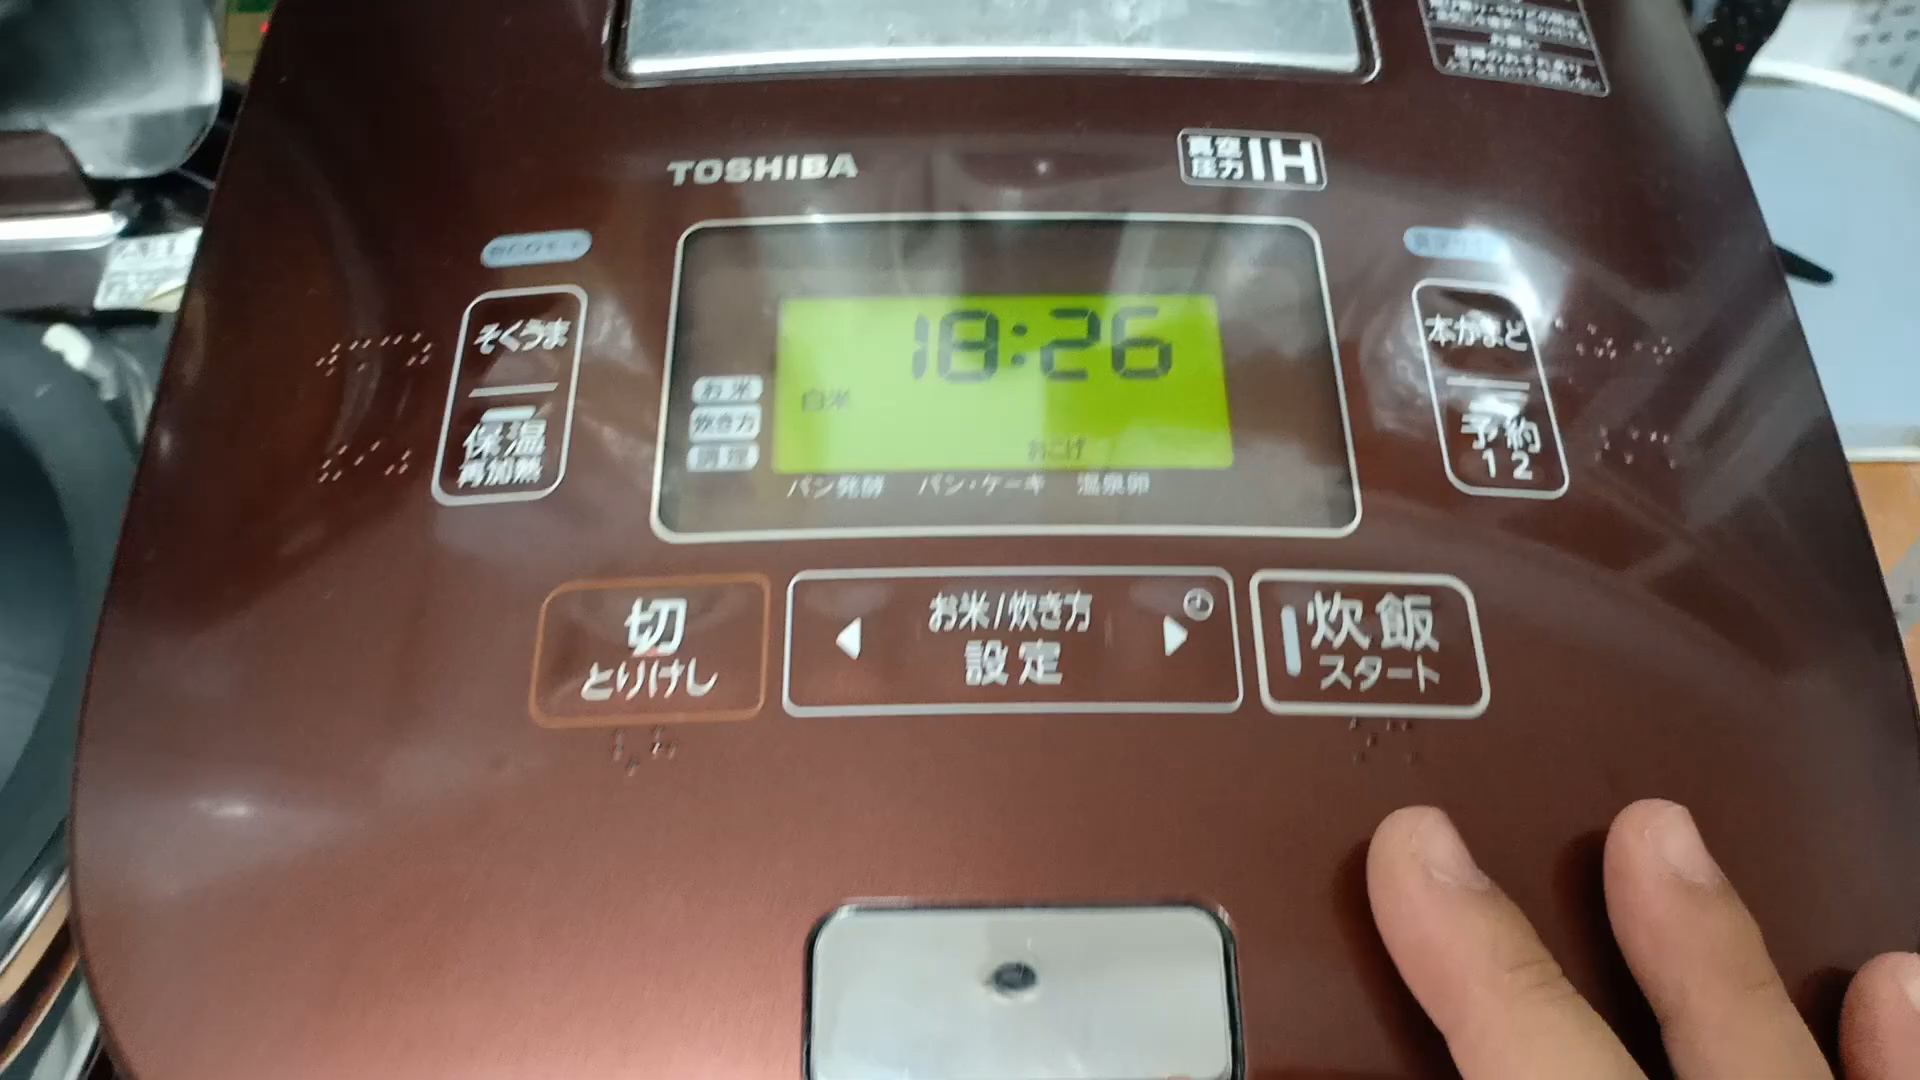 TOSHIBA
真空
圧力 IH
そくうま
保温
再加熱
18:26
お米
白米
炊き方
おこげ
調理
パン発酵 パン・ケーキ 温泉卵
本かまど
予約
1 2
切
とりけし
お米/炊き方
設定
炊飯
スタート